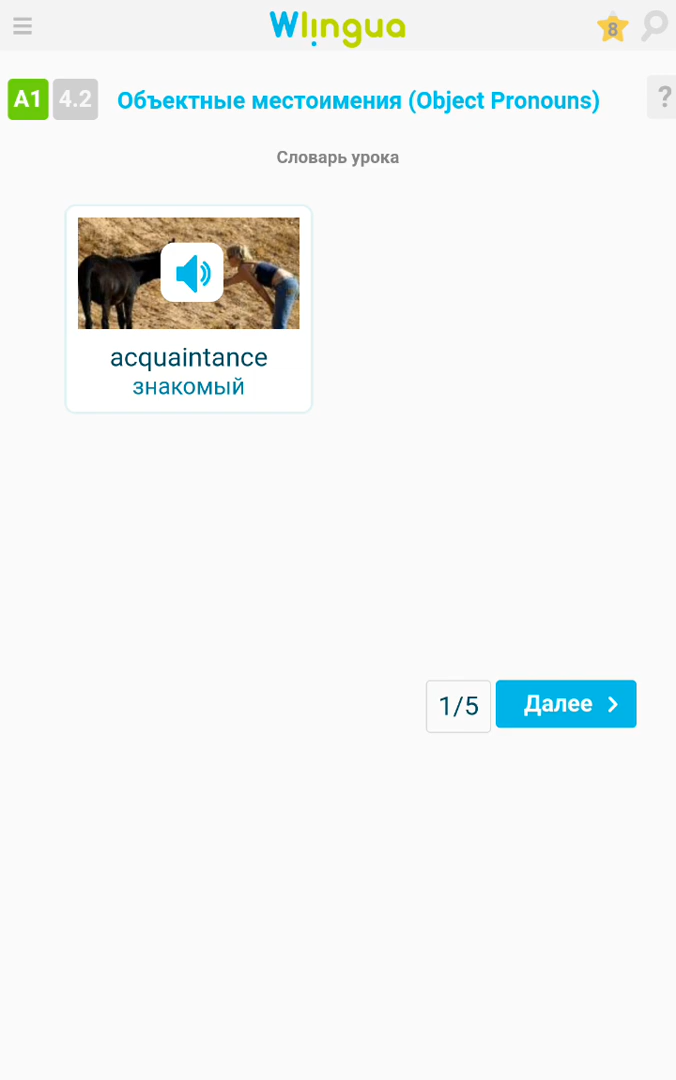 Wlingua
8
A1 4.2 Объектные местоимения (Object Pronouns) ?
Словарь урока
acquaintance
знакомый
1/5 Далее